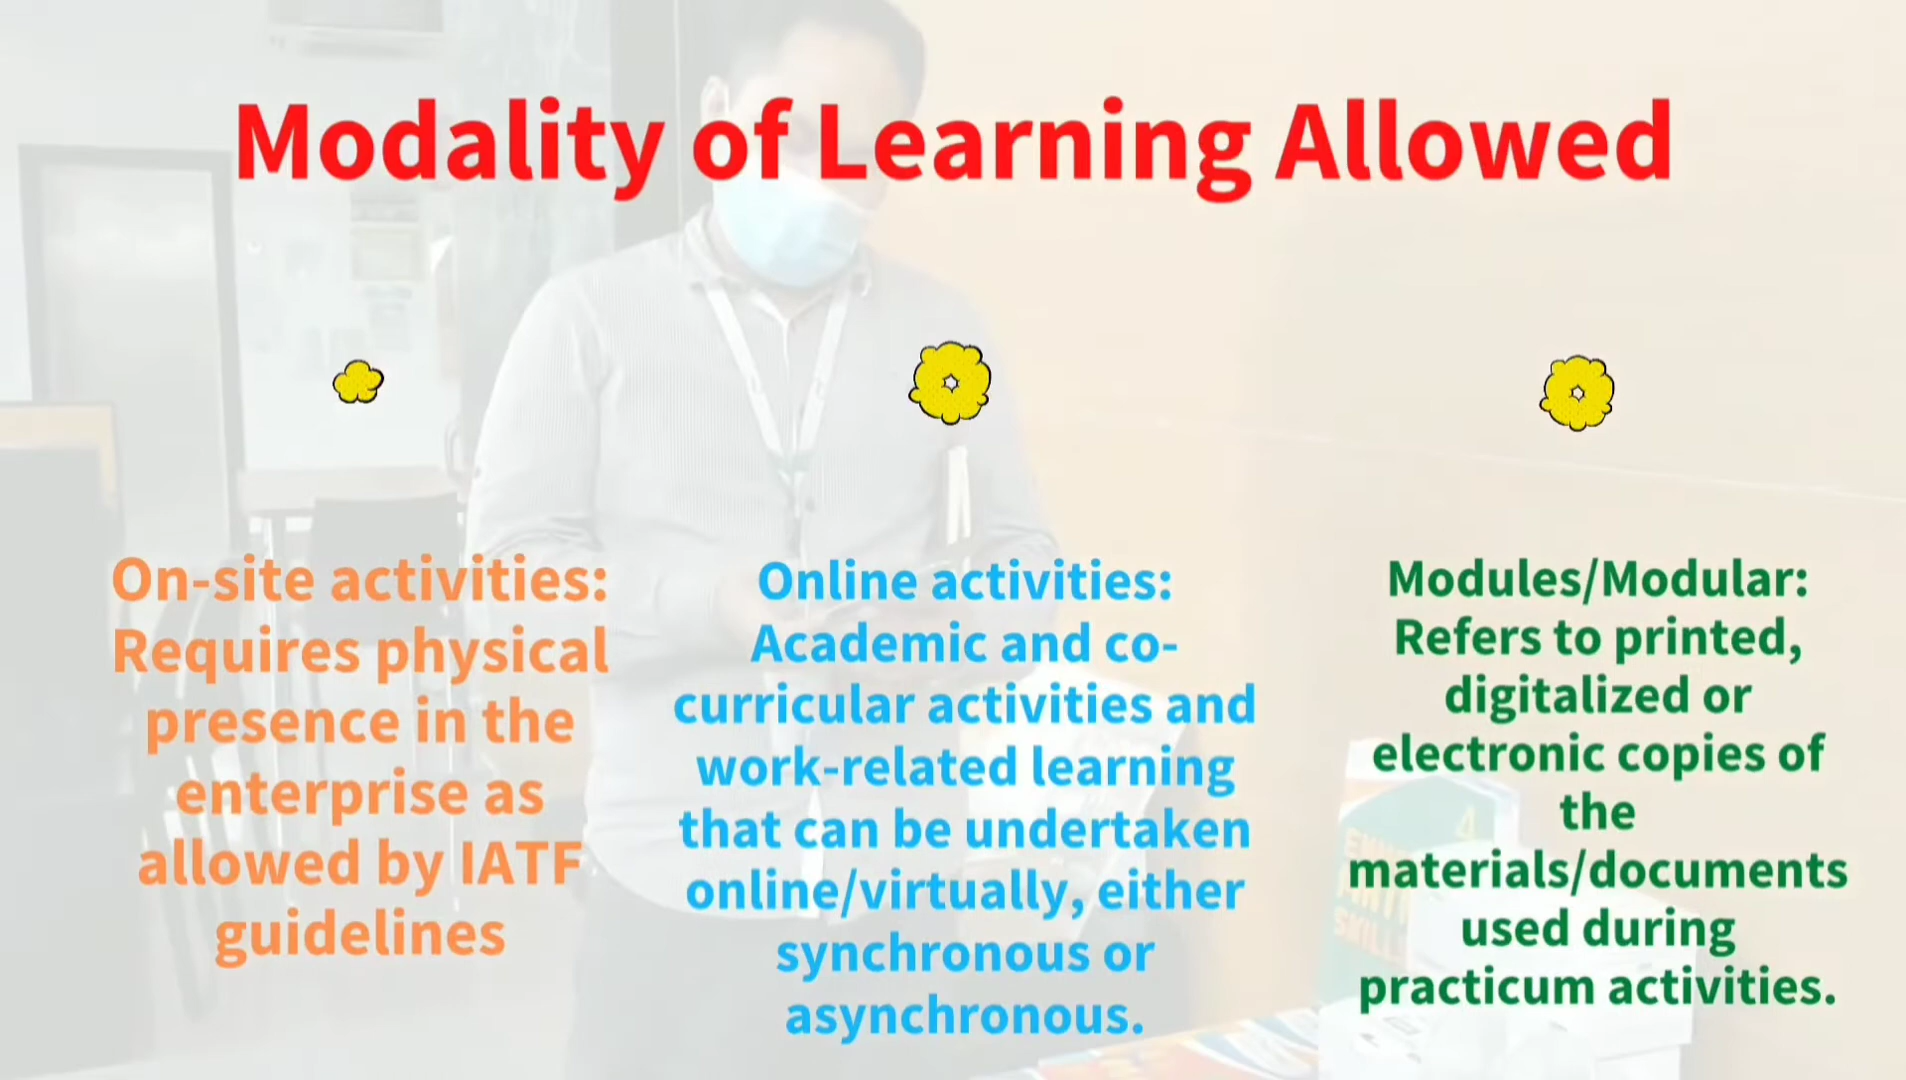 Modality of Learning Allowed
On-site activities:
Requires physical
presence in the
enterprise as
allowed by IATF
guidelines
Online activities:
Academic and co-
curricular activities and
work-related learning
that can be undertaken
online/virtually, either
synchronous or
asynchronous.
Modules/Modular:
Refers to printed,
digitalized or
electronic copies of
the
materials/documents
used during
practicum activities.